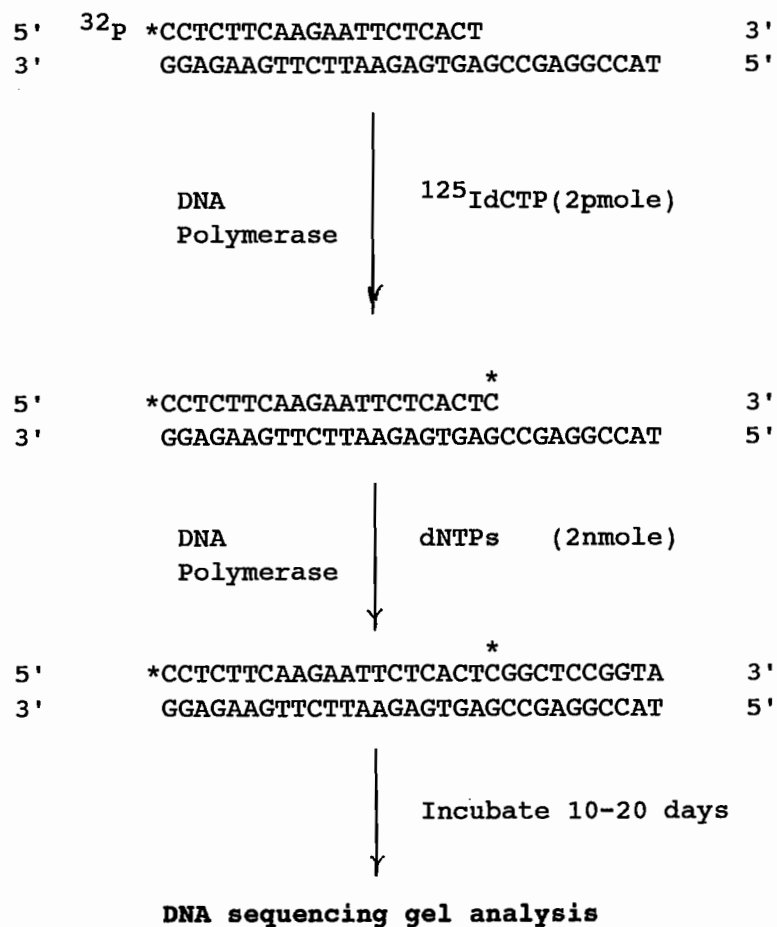 5' ³²P *CCTCTTCAAGAATTCTCACT 3'
3' GGAGAAGTTCTTAAGAGTGAGCCGAGGCCAT 5'
DNA Polymerase
¹²⁵IdCTP(2pmole)
*
5' *CCTCTTCAAGAATTCTCACTC 3'
3' GGAGAAGTTCTTAAGAGTGAGCCGAGGCCAT 5'
DNA Polymerase
dNTPs (2nmole)
*
5' *CCTCTTCAAGAATTCTCACTCGGCTCCGGTA 3'
3' GGAGAAGTTCTTAAGAGTGAGCCGAGGCCAT 5'
Incubate 10-20 days
DNA sequencing gel analysis